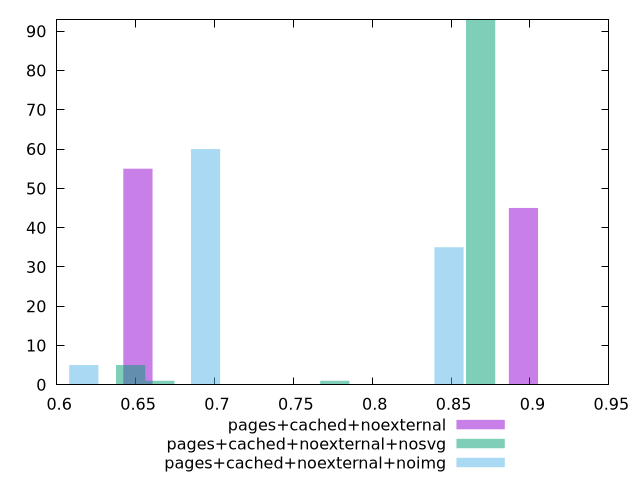 90
80
70
60
50
40
30
20
10
0
0.6 0.65 0.7 0.75 0.8 0.85 0.9 0.95
pages+cached+noexternal
pages+cached+noexternal+nosvg
pages+cached+noexternal+noimg